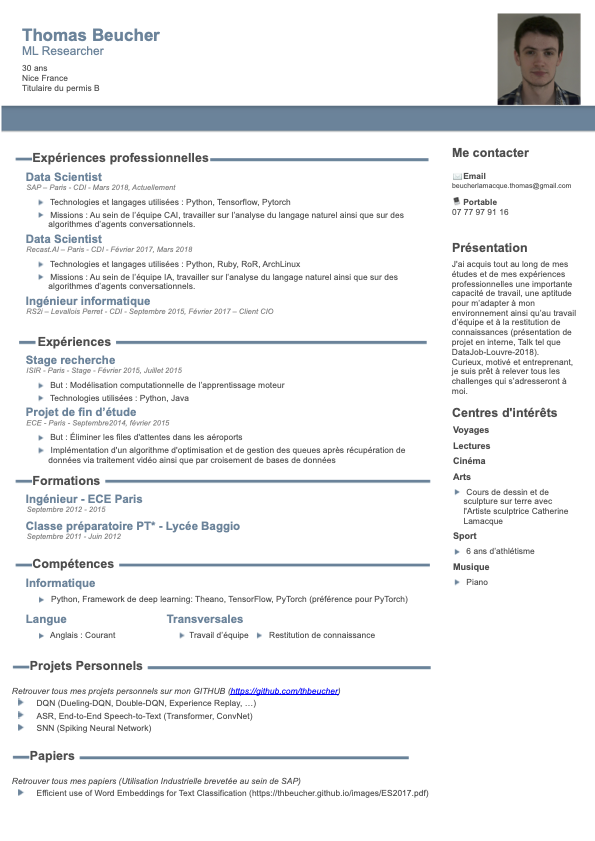 Thomas Beucher
ML Researcher
30 ans
Nice France
Titulaire du permis B
Expériences professionnelles
Data Scientist
SAP – Paris - CDI - Mars 2018, Actuellement
Technologies et langages utilisées : Python, Tensorflow, Pytorch
Missions : Au sein de l'équipe CAI, travailler sur l'analyse du langage naturel ainsi que sur des
algorithmes d'agents conversationels.
Data Scientist
Recast.AI – Paris - CDI - Février 2017, Mars 2018
Technologies et langages utilisées : Python, Ruby, RoR, ArchLinux
Missions : Au sein de l'équipe IA, travailler sur l'analyse du langage naturel ainsi que sur des
algorithmes d'agents conversationels.
Ingénieur informatique
RS2i – Levallois Perret - CDI - Septembre 2015, Février 2017 – Client CIO
Expériences
Stage recherche
ISIR - Paris - Stage - Février 2015, Juillet 2015
But : Modélisation computationelle de l'apprentissage moteur
Technologies utilisées : Python, Java
Projet de fin d'étude
ECE - Paris - Septembre2014, février 2015
But : Éliminer les files d'attentes dans les aéroports
Implémentation d'un algorithme d'optimisation et de gestion des queues après récupération de
données via traitement vidéo ainsi que par croisement de bases de données
Formations
Ingénieur - ECE Paris
Septembre 2012 - 2015
Classe préparatoire PT* - Lycée Baggio
Septembre 2011 - Juin 2012
Compétences
Informatique
Python, Framework de deep learning: Theano, TensorFlow, PyTorch (préférence pour PyTorch)
Langue
Transversales
Anglais : Courant
Travail d'équipe
Restitution de connaissance
Projets Personnels
Retrouver tous mes projets personnels sur mon GITHUB (https://github.com/thbeucher)
DQN (Dueling-DQN, Double-DQN, Experience Replay, …)
ASR, End-to-End Speech-to-Text (Transformer, ConvNet)
SNN (Spiking Neural Network)
Papiers
Retrouver tous mes papiers (Utilisation Industrielle brevetée au sein de SAP)
Efficient use of Word Embeddings for Text Classification (https://thbeucher.github.io/images/ES2017.pdf)
Me contacter
Email
beucherlamacque.thomas@gmail.com
Portable
07 77 97 91 16
Présentation
J'ai acquis tout au long de mes
études et de mes expériences
professionnelles une importante
capacité de travail, une aptitude
pour m'adapter à mon
environnement ainsi qu'au travail
d'équipe et à la restitution de
connaissances (présentation de
projet en interne, Talk tel que
DataJob-Louvre-2018).
Curieux, motivé et entreprenant,
je suis prêt à relever tous les
challenges qui s'adresseront à
moi.
Centres d'intérêts
Voyages
Lectures
Cinéma
Arts
Cours de dessin et de
sculpture sur terre avec
l'Artiste sculptrice Catherine
Lamacque
Sport
6 ans d'athlétisme
Musique
Piano